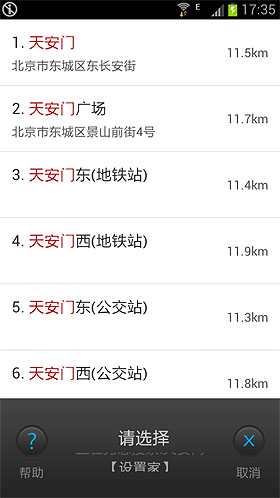 E 17:35
1. 天安门
11.5km
北京市东城区东长安街
2. 天安门广场
11.7km
北京市东城区景山前街4号
3. 天安门东(地铁站)
11.4km
4. 天安门西(地铁站)
11.9km
5. 天安门东(公交站)
11.3km
6. 天安门西(公交站)
11.8km
?
请选择
X
帮助
【设置家】
取消